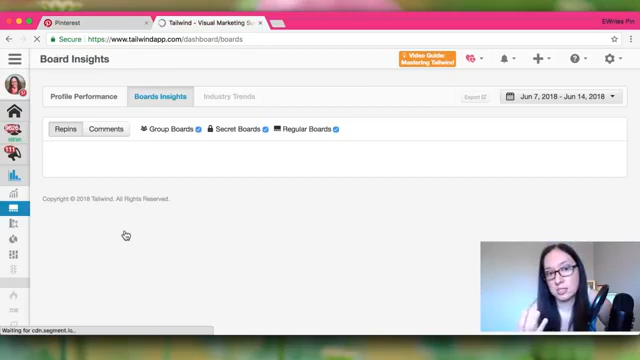 Pinterest
Tailwind - Visual Marketing Su
EWrites Pin
Secure
https://www.tailwindapp.com/dashboard/boards
Board Insights
Video Guide:
Mastering Tailwind
Profile Performance
Boards Insights
Industry Trends
Export
Jun 7, 2018 - Jun 14, 2018
Repins
Comments
Group Boards
Secret Boards
Regular Boards
9626
111
Copyright © 2018 Tailwind. All Rights Reserved.
Waiting for cdn.segment.io...